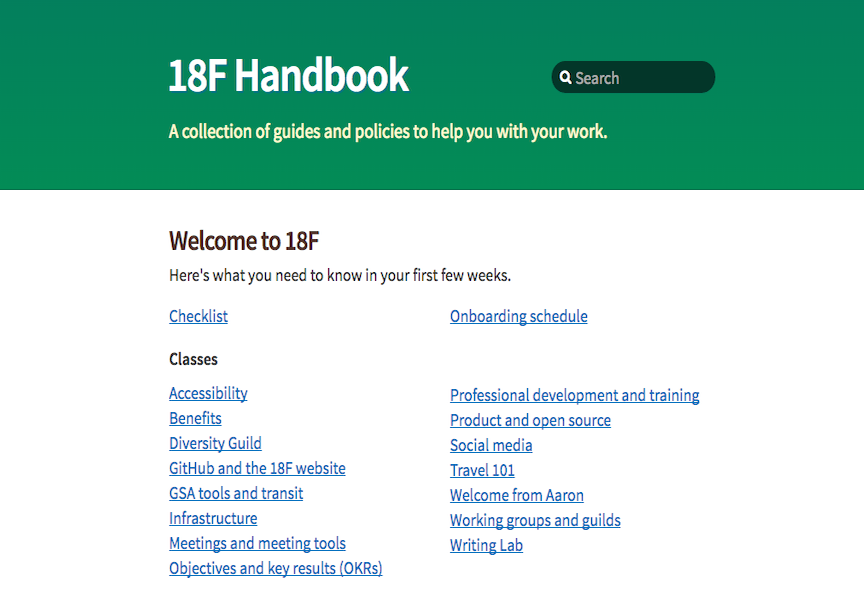 18F Handbook
Search
A collection of guides and policies to help you with your work.
Welcome to 18F
Here's what you need to know in your first few weeks.
Checklist
Onboarding schedule
Classes
Accessibility
Benefits
Diversity Guild
GitHub and the 18F website
GSA tools and transit
Infrastructure
Meetings and meeting tools
Objectives and key results (OKRs)
Professional development and training
Product and open source
Social media
Travel 101
Welcome from Aaron
Working groups and guilds
Writing Lab